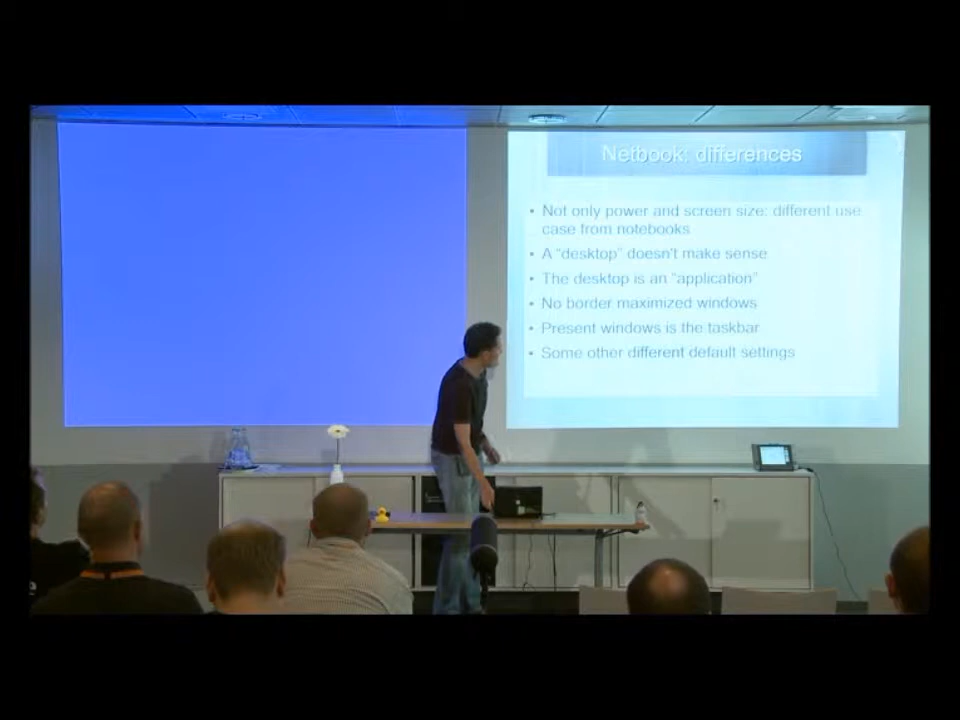 Netbook: differences
• Not only power and screen size: different use
case from notebooks
• A “desktop” doesn't make sense
• The desktop is an “application”
• No border maximized windows
• Present windows is the taskbar
• Some other different default settings